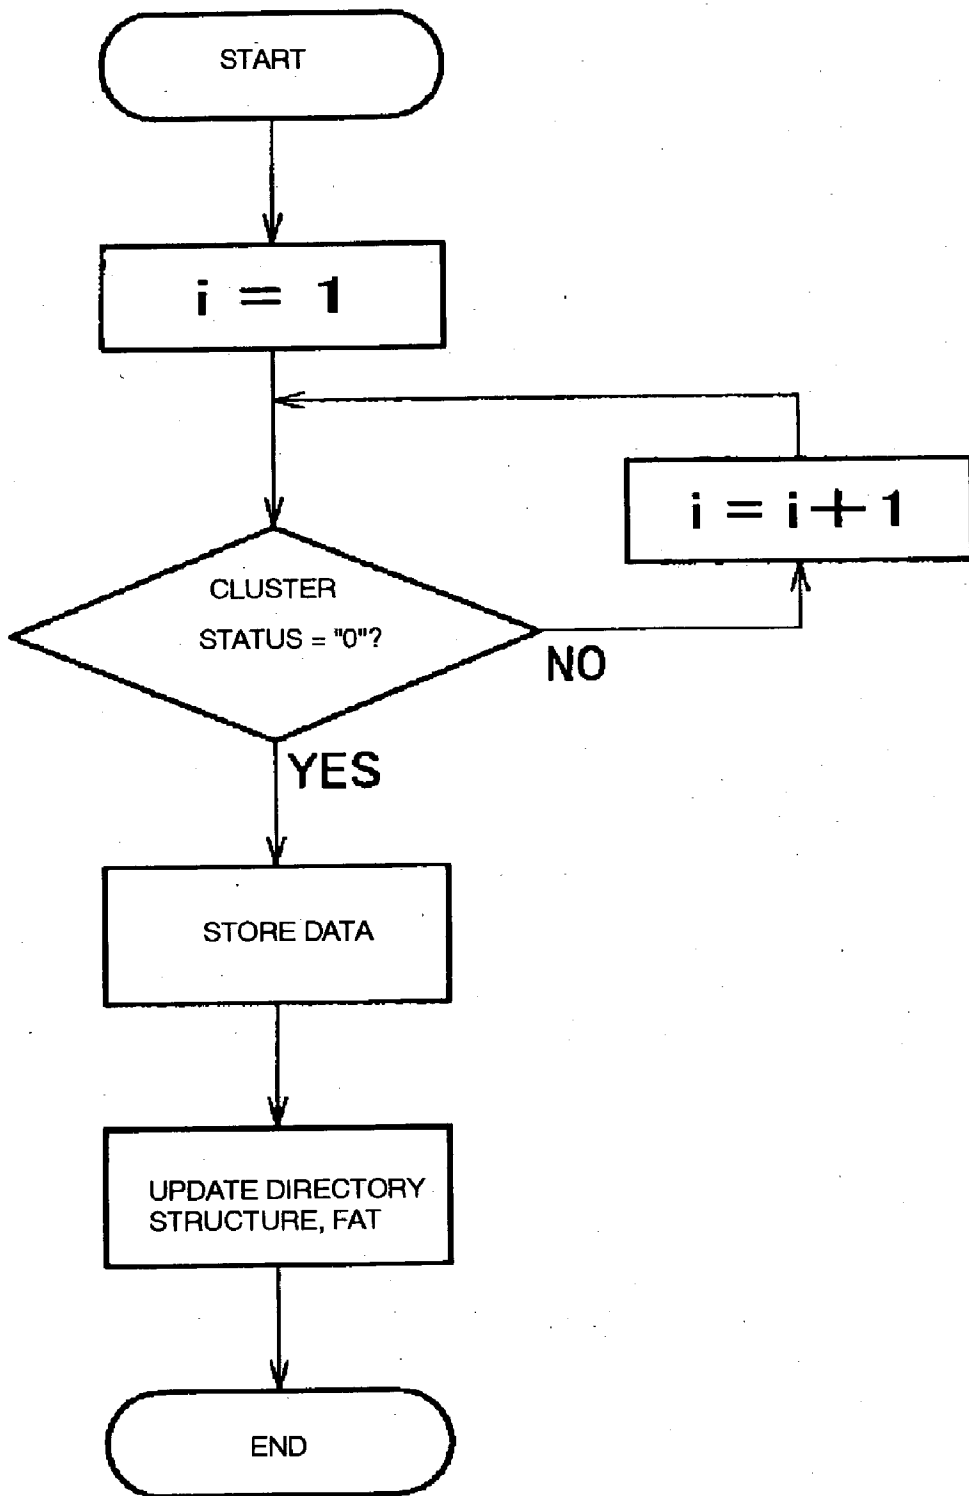 START
i = 1
i = i + 1
CLUSTER
STATUS = "0"?
NO
YES
STORE DATA
UPDATE DIRECTORY
STRUCTURE, FAT
END